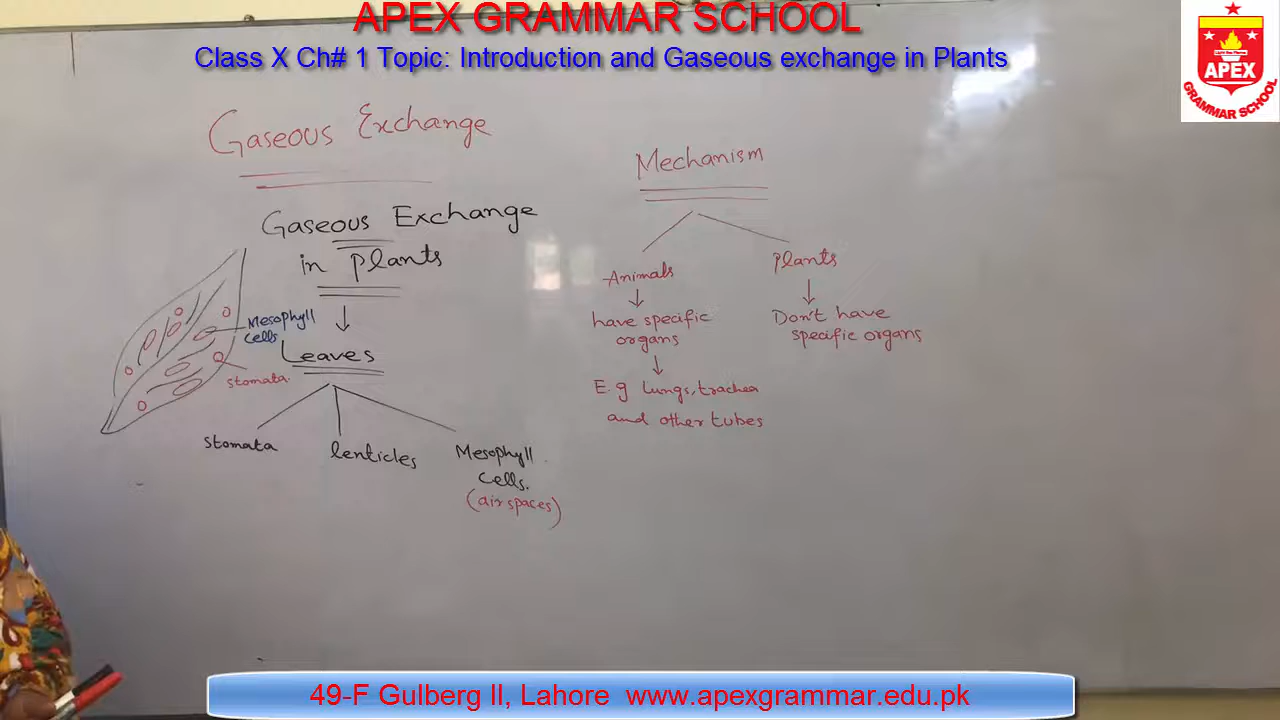 APEX GRAMMAR SCHOOL
Class X Ch# 1 Topic: Introduction and Gaseous exchange in Plants
APEX
GRAMMAR SCHOOL
Gaseous Exchange
Gaseous Exchange
in Plants
Mesophyll
cells
Stomata.
Leaves
Stomata
lenticles
Mesophyll
cells.
(air spaces)
Mechanism
Animals
have specific
organs
E.g lungs, trachea
and other tubes
Plants
Don't have
specific organs
49-F Gulberg II, Lahore www.apexgrammar.edu.pk